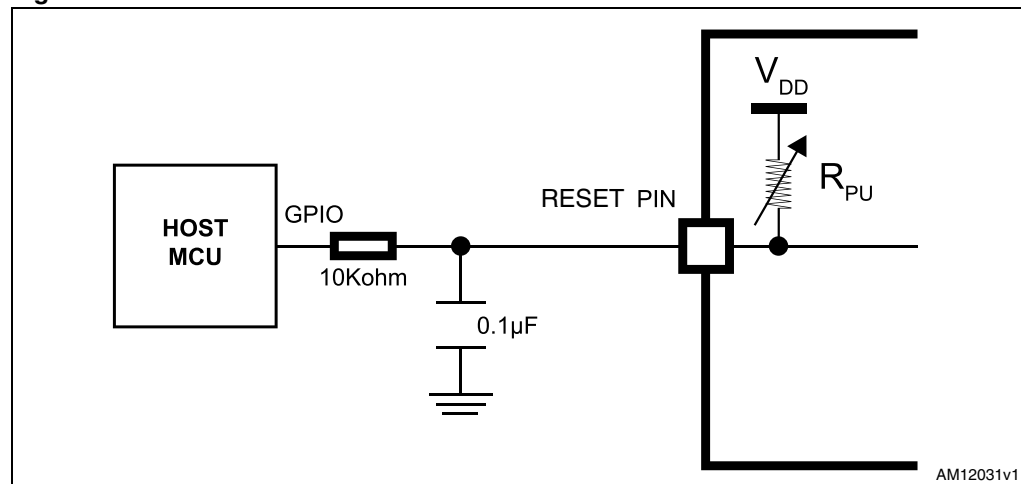 V
DD
R
PU
RESET PIN
GPIO
HOST
MCU
10Kohm
0.1µF
AM12031v1